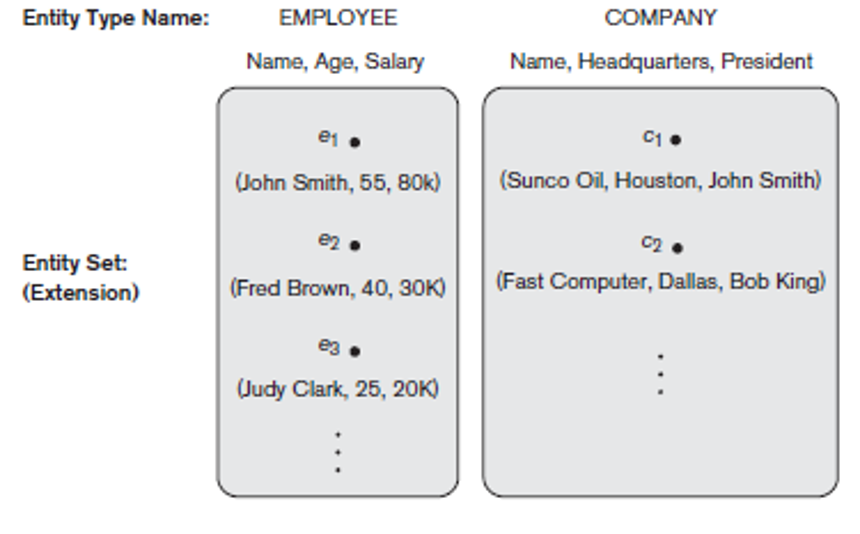 Entity Type Name: EMPLOYEE COMPANY
Name, Age, Salary Name, Headquarters, President
e1 •
(John Smith, 55, 80k)
e2 •
(Fred Brown, 40, 30K)
e3 •
(Judy Clark, 25, 20K)
c1 •
(Sunco Oil, Houston, John Smith)
c2 •
(Fast Computer, Dallas, Bob King)
Entity Set:
(Extension)